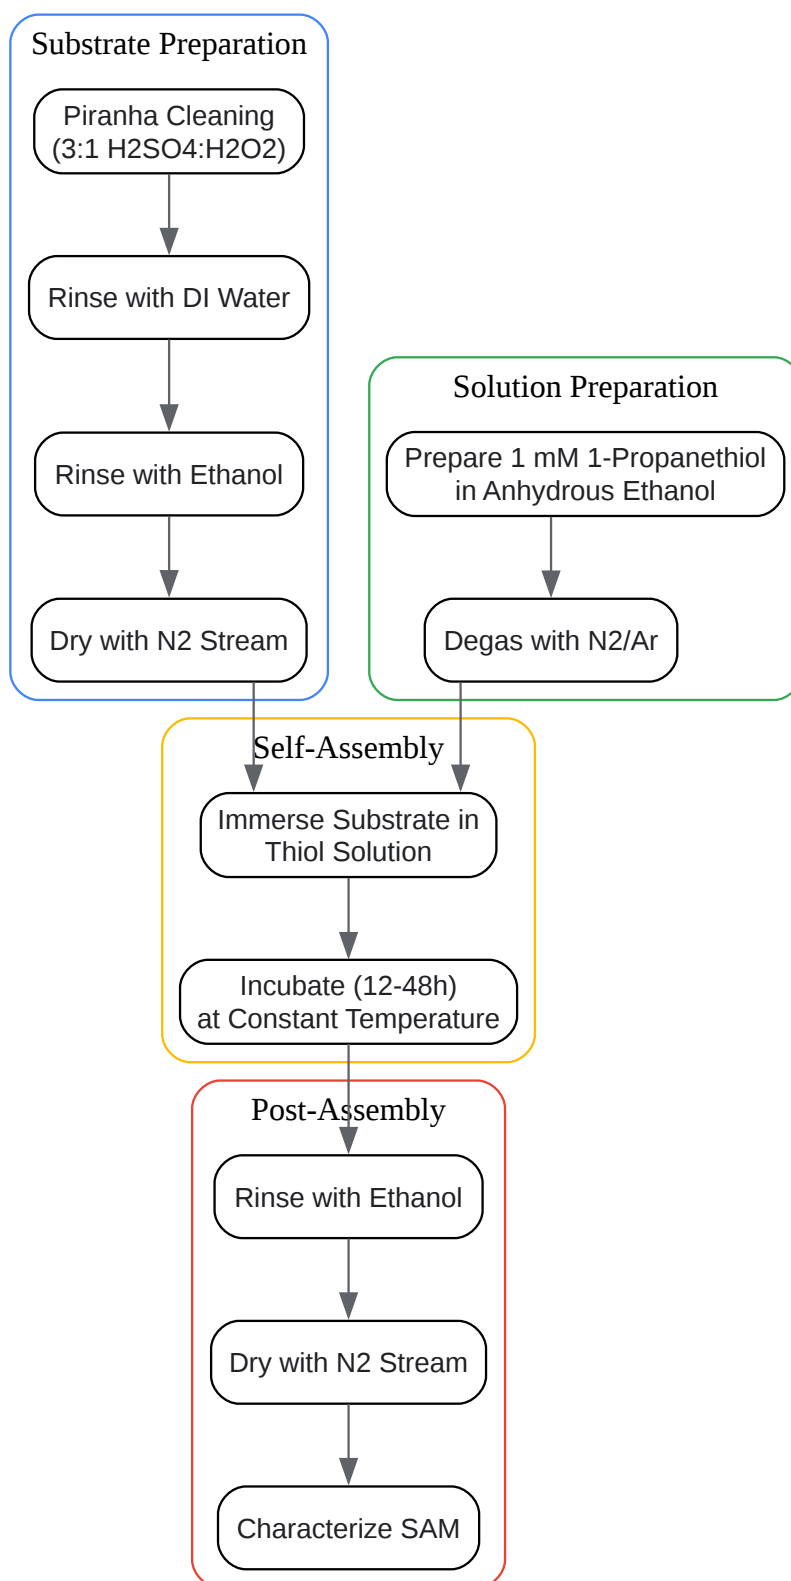 Substrate Preparation
Piranha Cleaning
(3:1 H2SO4:H2O2)
Rinse with DI Water
Rinse with Ethanol
Dry with N2 Stream
Solution Preparation
Prepare 1 mM 1-Propanethiol
in Anhydrous Ethanol
Degas with N2/Ar
Self-Assembly
Immerse Substrate in
Thiol Solution
Incubate (12-48h)
at Constant Temperature
Post-Assembly
Rinse with Ethanol
Dry with N2 Stream
Characterize SAM